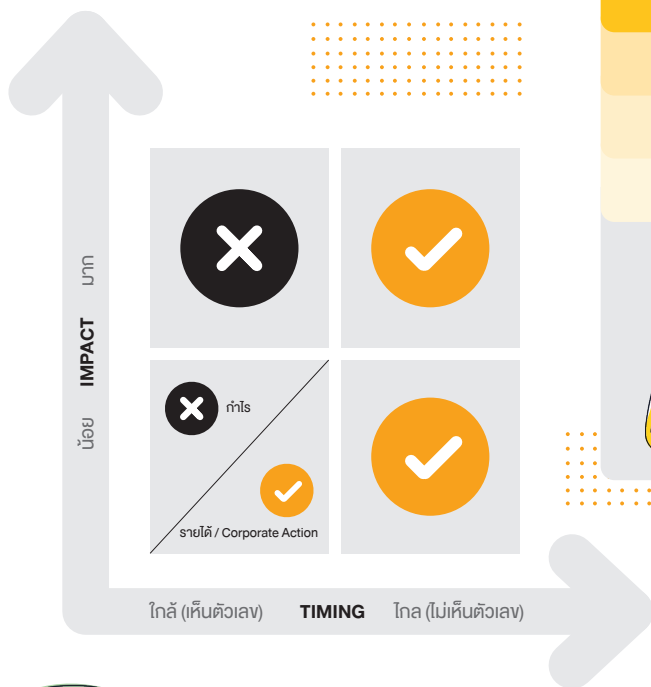 มาก
IMPACT
น้อย
กำไร
รายได้ / Corporate Action
ใกล้ (เห็นตัวเลข) TIMING ไกล (ไม่เห็นตัวเลข)